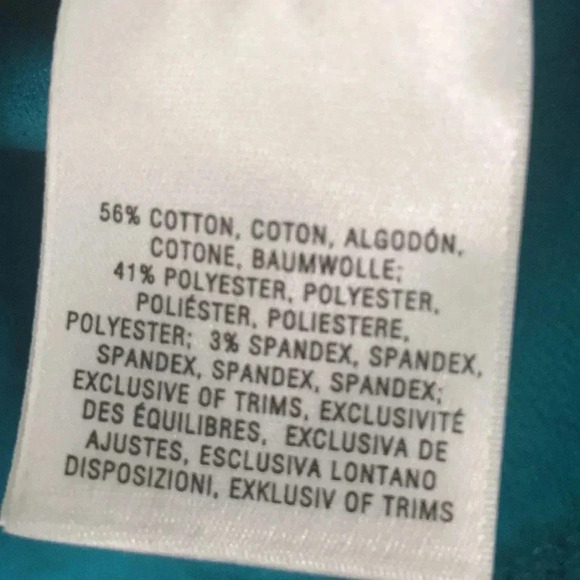 56% COTTON, COTON, ALGODÓN,
COTONE, BAUMWOLLE;
41% POLYESTER, POLYESTER,
POLIÉSTER, POLIESTERE,
POLYESTER; 3% SPANDEX, SPANDEX,
SPANDEX, SPANDEX, SPANDEX;
EXCLUSIVE OF TRIMS, EXCLUSIVITÉ
DES ÉQUILIBRES, EXCLUSIVA DE
AJUSTES, ESCLUSIVA LONTANO
DISPOSIZIONI, EXKLUSIV OF TRIMS